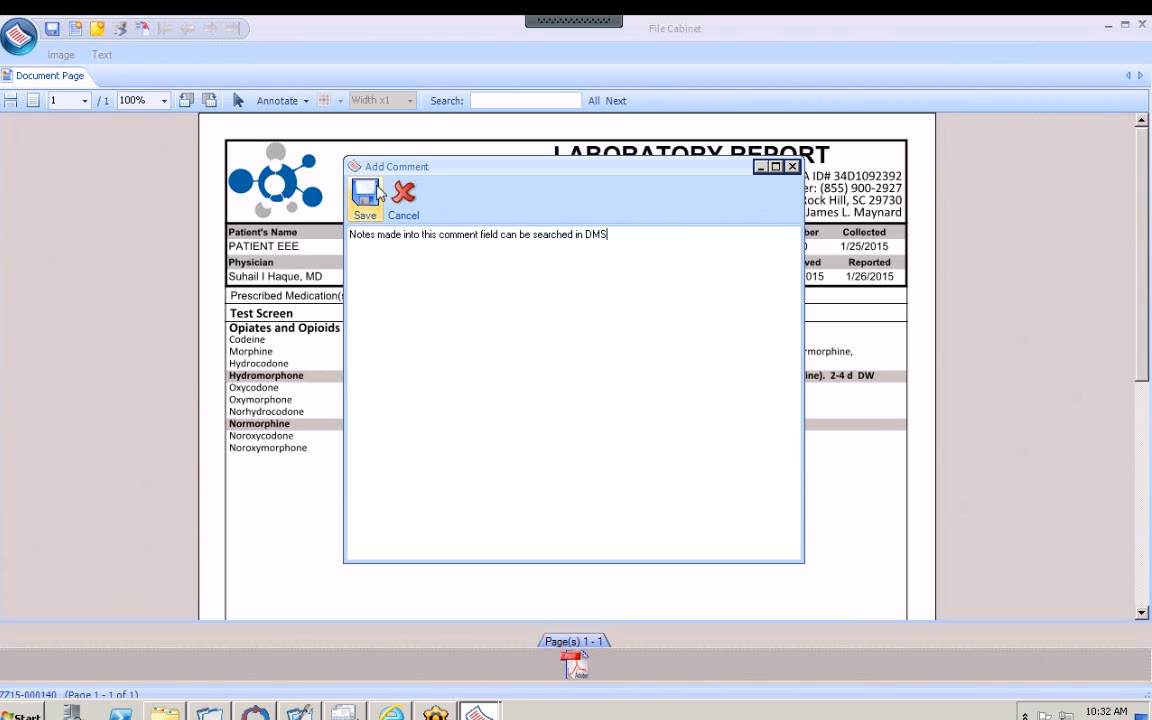 File Cabinet
Image Text
Document Page
1 / 1 100% Annotate Width x1 Search: All Next
LABORATORY REPORT
A ID# 34D1092392
er: (855) 900-2927
Rock Hill, SC 29730
James L. Maynard
Add Comment
Save Cancel
Notes made into this comment field can be searched in DMS
Patient's Name ber Collected
PATIENT EEE 0 1/25/2015
Physician ved Reported
Suhail I Haque, MD 015 1/26/2015
Prescribed Medication(s
Test Screen
Opiates and Opioids
Codeine
Morphine rmorphine,
Hydrocodone
Hydromorphone ine). 2-4 d DW
Oxycodone
Oxymorphone
Norhydrocodone
Normorphine
Noroxycodone
Noroxymorphone
Page(s) 1 - 1
Adobe
7715-000140 (Page 1 - 1 of 1)
Start 10:32 AM